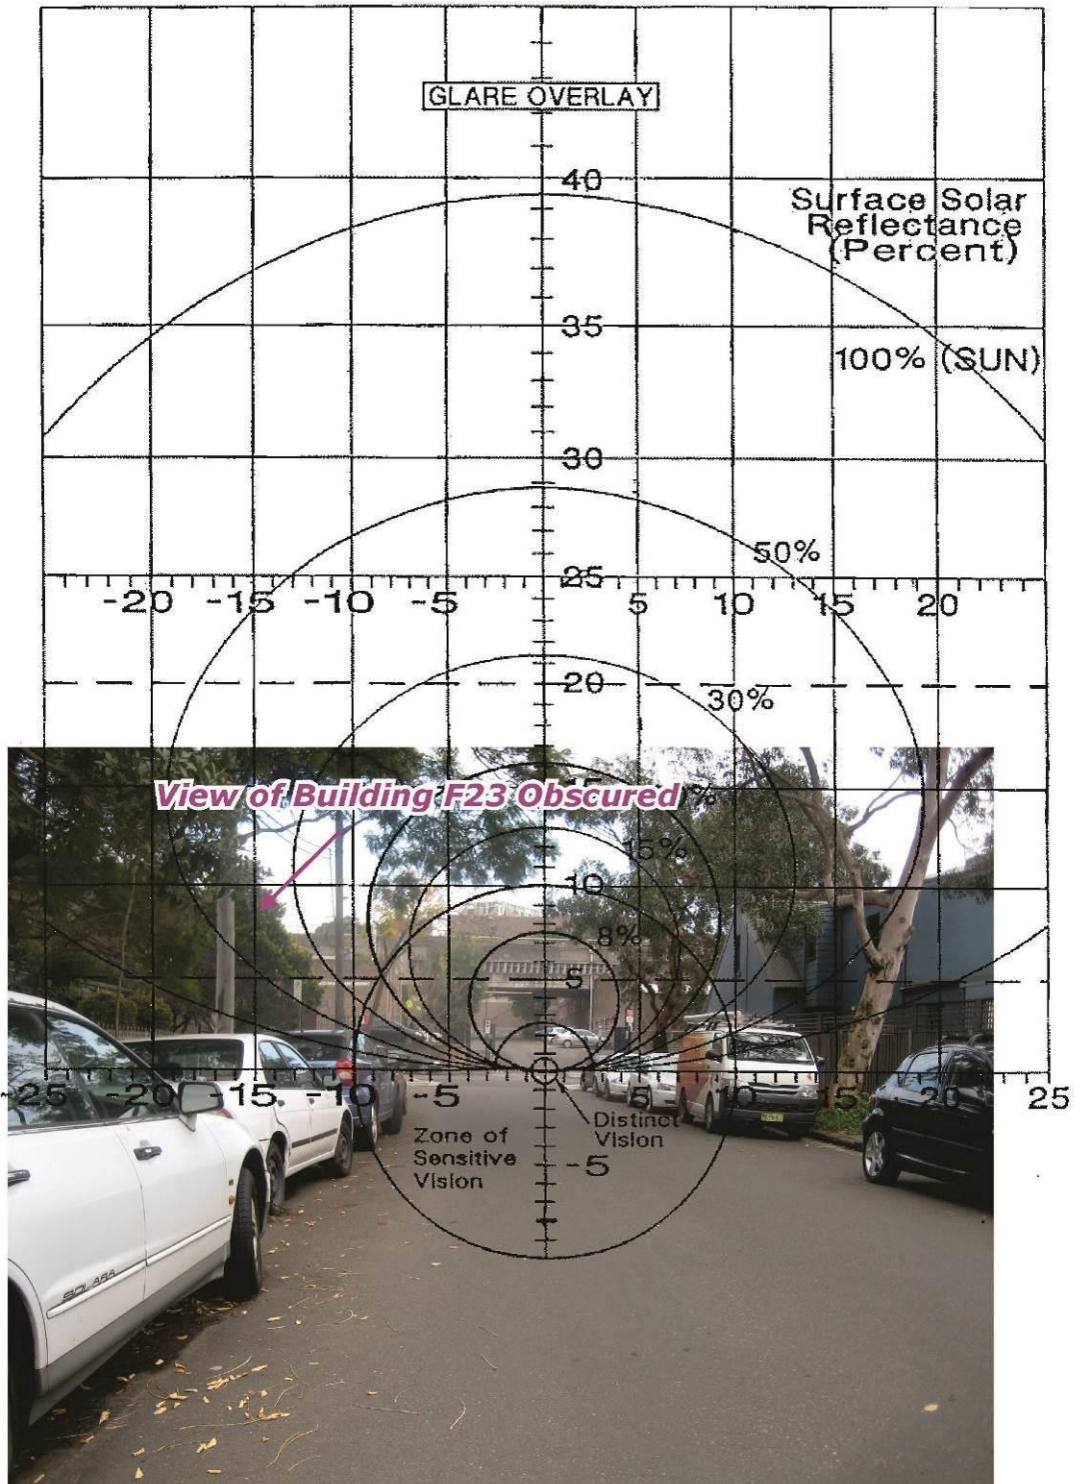 GLARE OVERLAY
40
Surface Solar
Reflectance
(Percent)
35
100% (SUN)
30
50%
25
-20 -15 -10 -5 5 10 15 20
20
30%
View of Building F23 Obscured
%
15%
10
8%
5
-25 -20 -15 -10 -5 5 10 15 20 25
Distinct
Vision
Zone of
Sensitive
Vision
-5
SOLARA